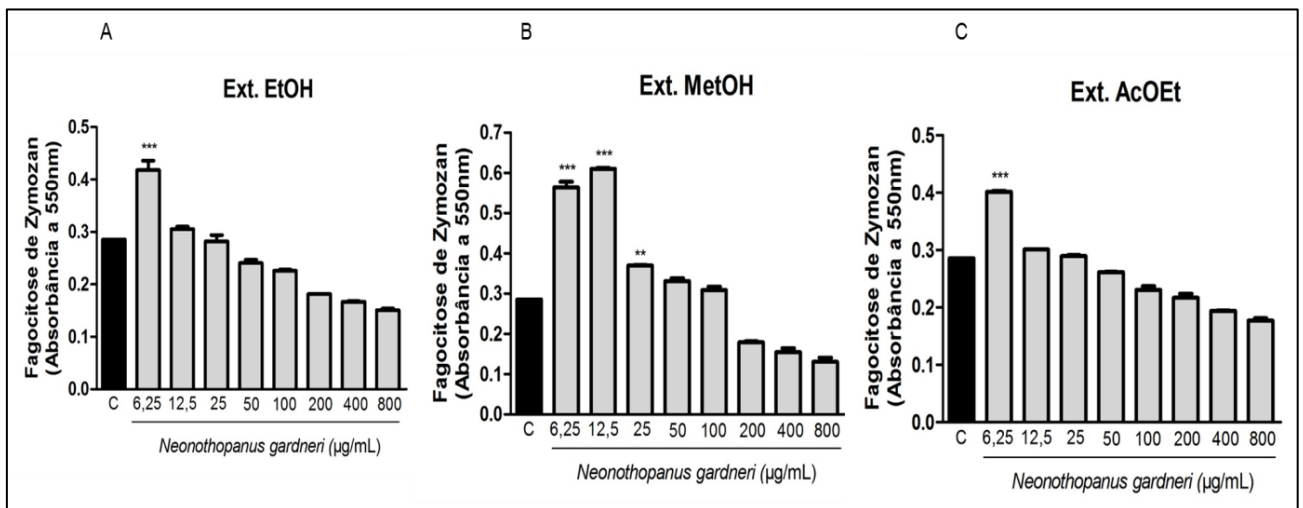 A
Ext. EtOH
Fagocitose de Zymozan
(Absorbância a 550nm)
0.5
0.4
0.3
0.2
0.1
0.0
***
C 6,25 12,5 25 50 100 200 400 800
Neonothopanus gardneri (µg/mL)
B
Ext. MetOH
Fagocitose de Zymozan
(Absorbância a 550nm)
0.7
0.6
0.5
0.4
0.3
0.2
0.1
0.0
*** ***
**
C 6,25 12,5 25 50 100 200 400 800
Neonothopanus gardneri (µg/mL)
C
Ext. AcOEt
Fagocitose de Zymozan
(Absorbância a 550nm)
0.5
0.4
0.3
0.2
0.1
0.0
***
C 6,25 12,5 25 50 100 200 400 800
Neonothopanus gardneri (µg/mL)